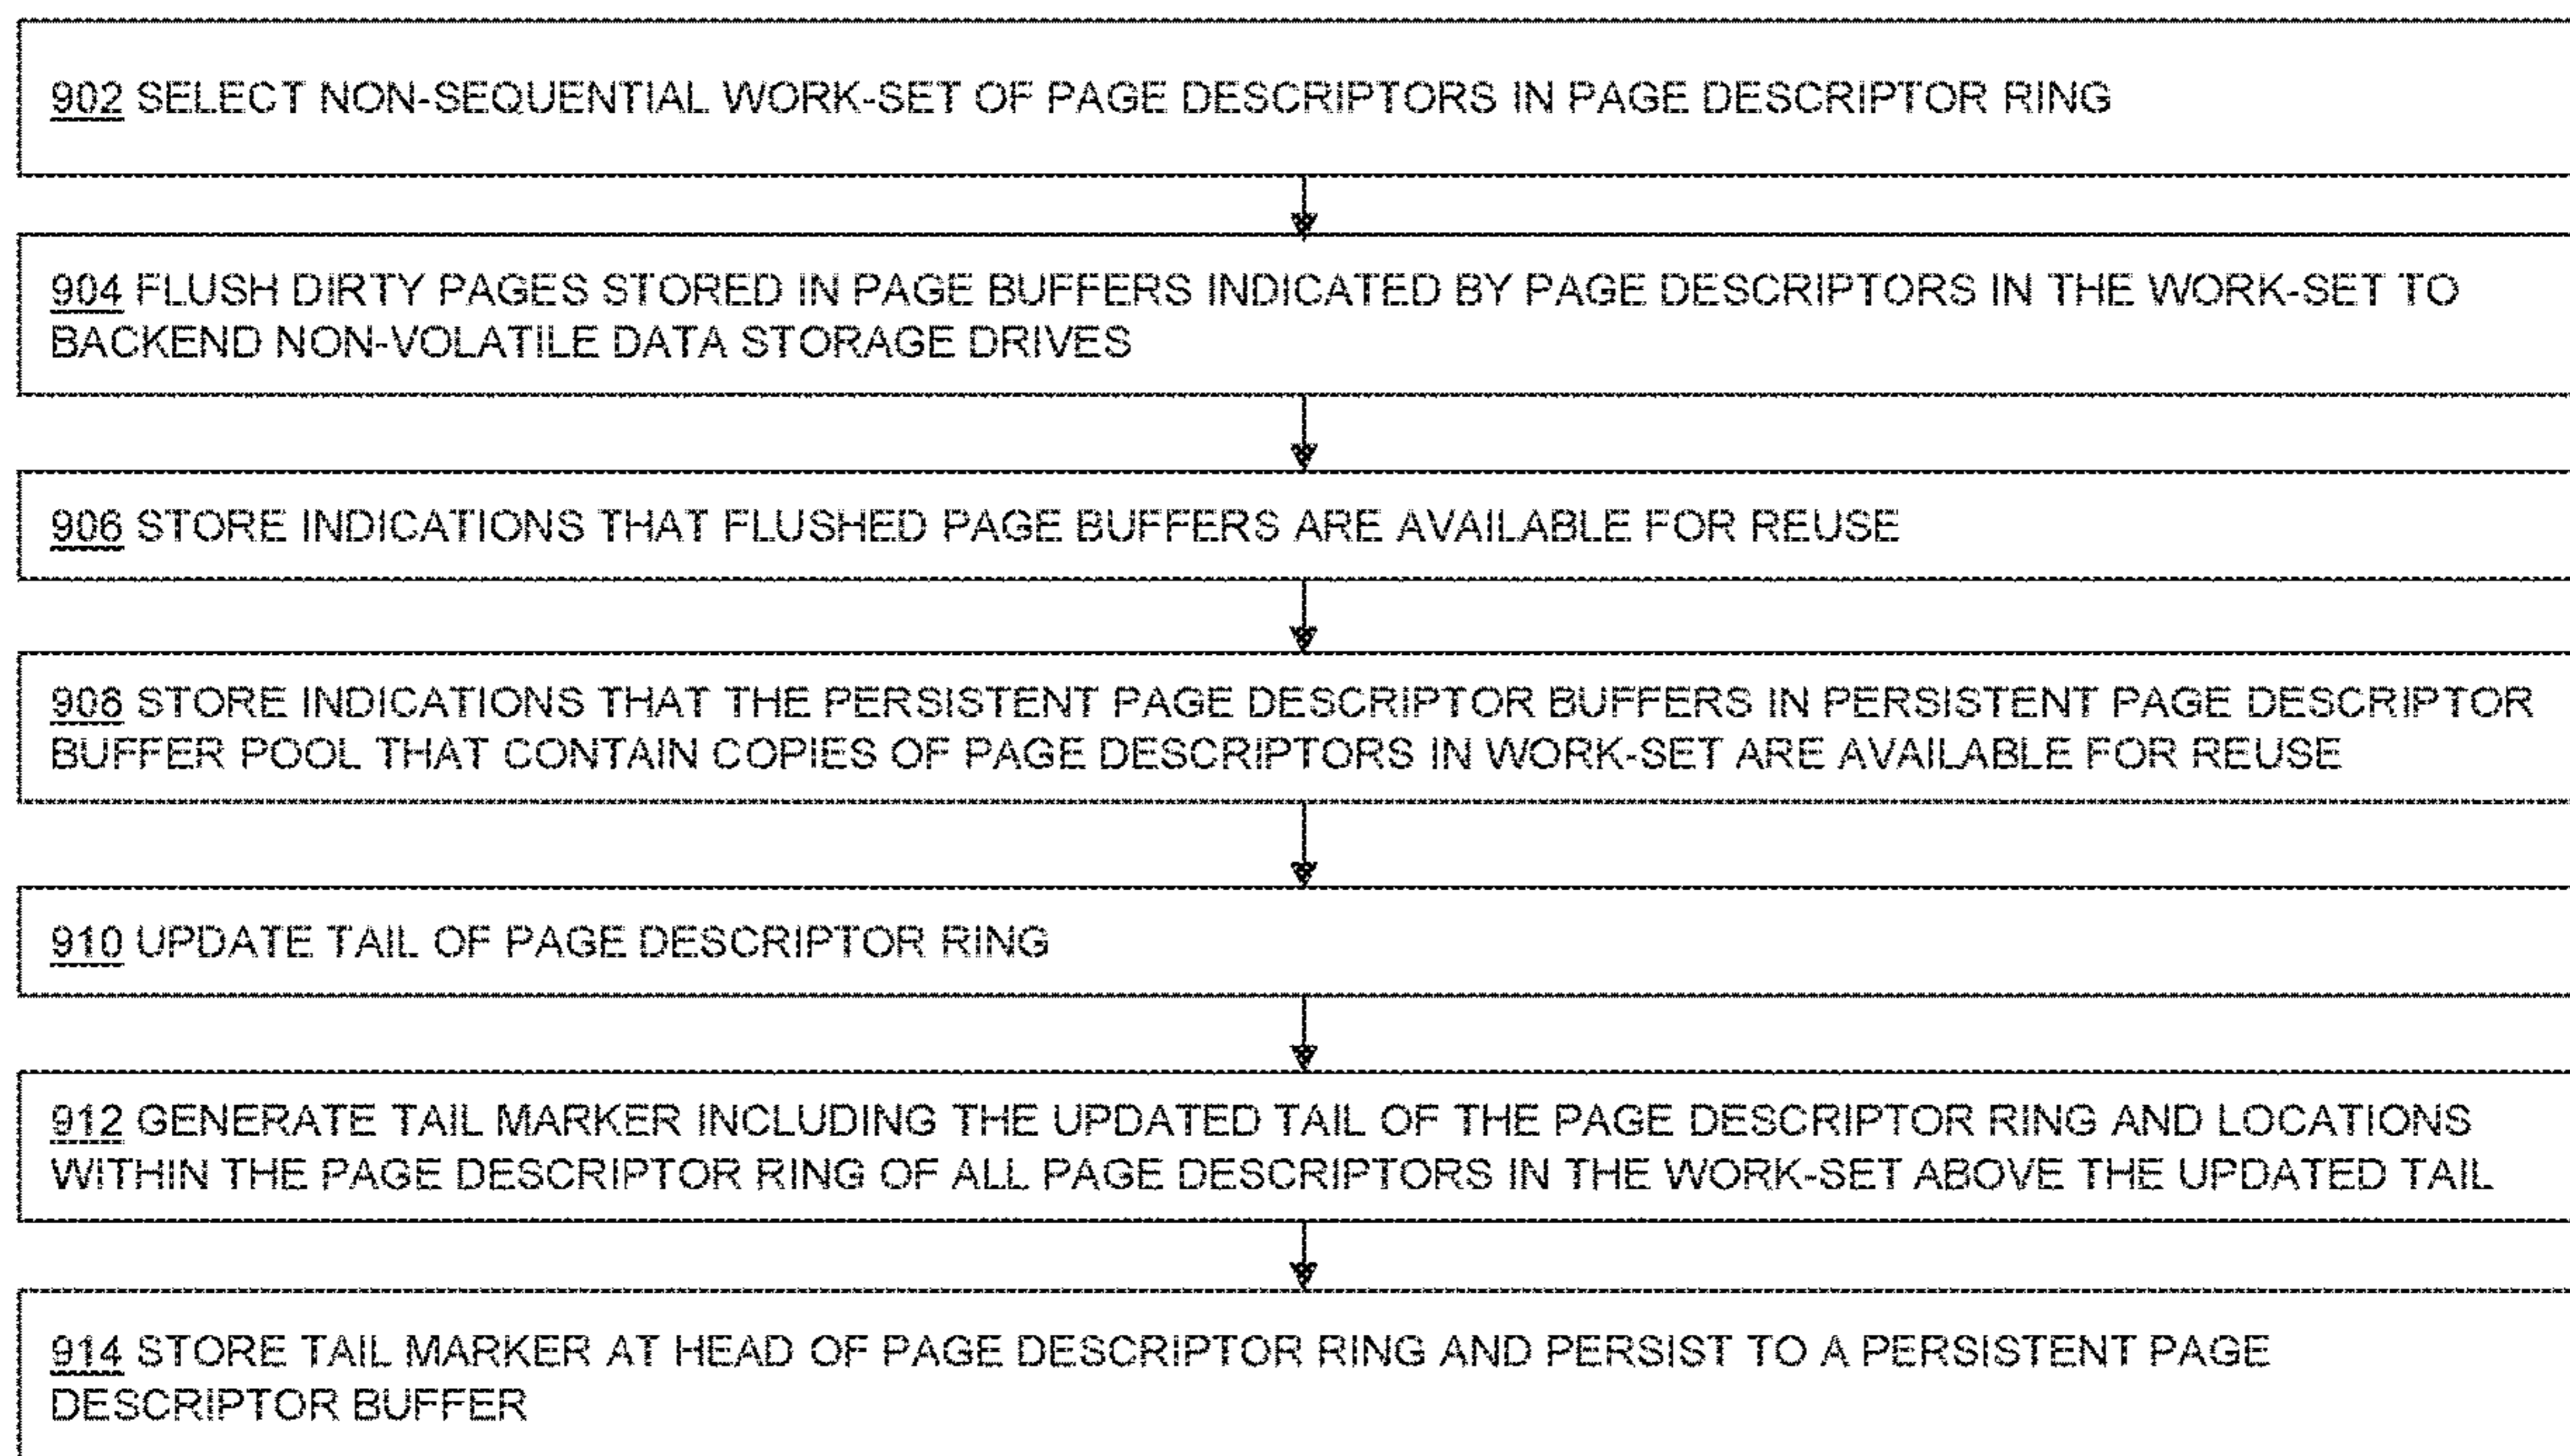 902 SELECT NON-SEQUENTIAL WORK-SET OF PAGE DESCRIPTORS IN PAGE DESCRIPTOR RING
904 FLUSH DIRTY PAGES STORED IN PAGE BUFFERS INDICATED BY PAGE DESCRIPTORS IN THE WORK-SET TO
BACKEND NON-VOLATILE DATA STORAGE DRIVES
906 STORE INDICATIONS THAT FLUSHED PAGE BUFFERS ARE AVAILABLE FOR REUSE
908 STORE INDICATIONS THAT THE PERSISTENT PAGE DESCRIPTOR BUFFERS IN PERSISTENT PAGE DESCRIPTOR
BUFFER POOL THAT CONTAIN COPIES OF PAGE DESCRIPTORS IN WORK-SET ARE AVAILABLE FOR REUSE
910 UPDATE TAIL OF PAGE DESCRIPTOR RING
912 GENERATE TAIL MARKER INCLUDING THE UPDATED TAIL OF THE PAGE DESCRIPTOR RING AND LOCATIONS
WITHIN THE PAGE DESCRIPTOR RING OF ALL PAGE DESCRIPTORS IN THE WORK-SET ABOVE THE UPDATED TAIL
914 STORE TAIL MARKER AT HEAD OF PAGE DESCRIPTOR RING AND PERSIST TO A PERSISTENT PAGE
DESCRIPTOR BUFFER